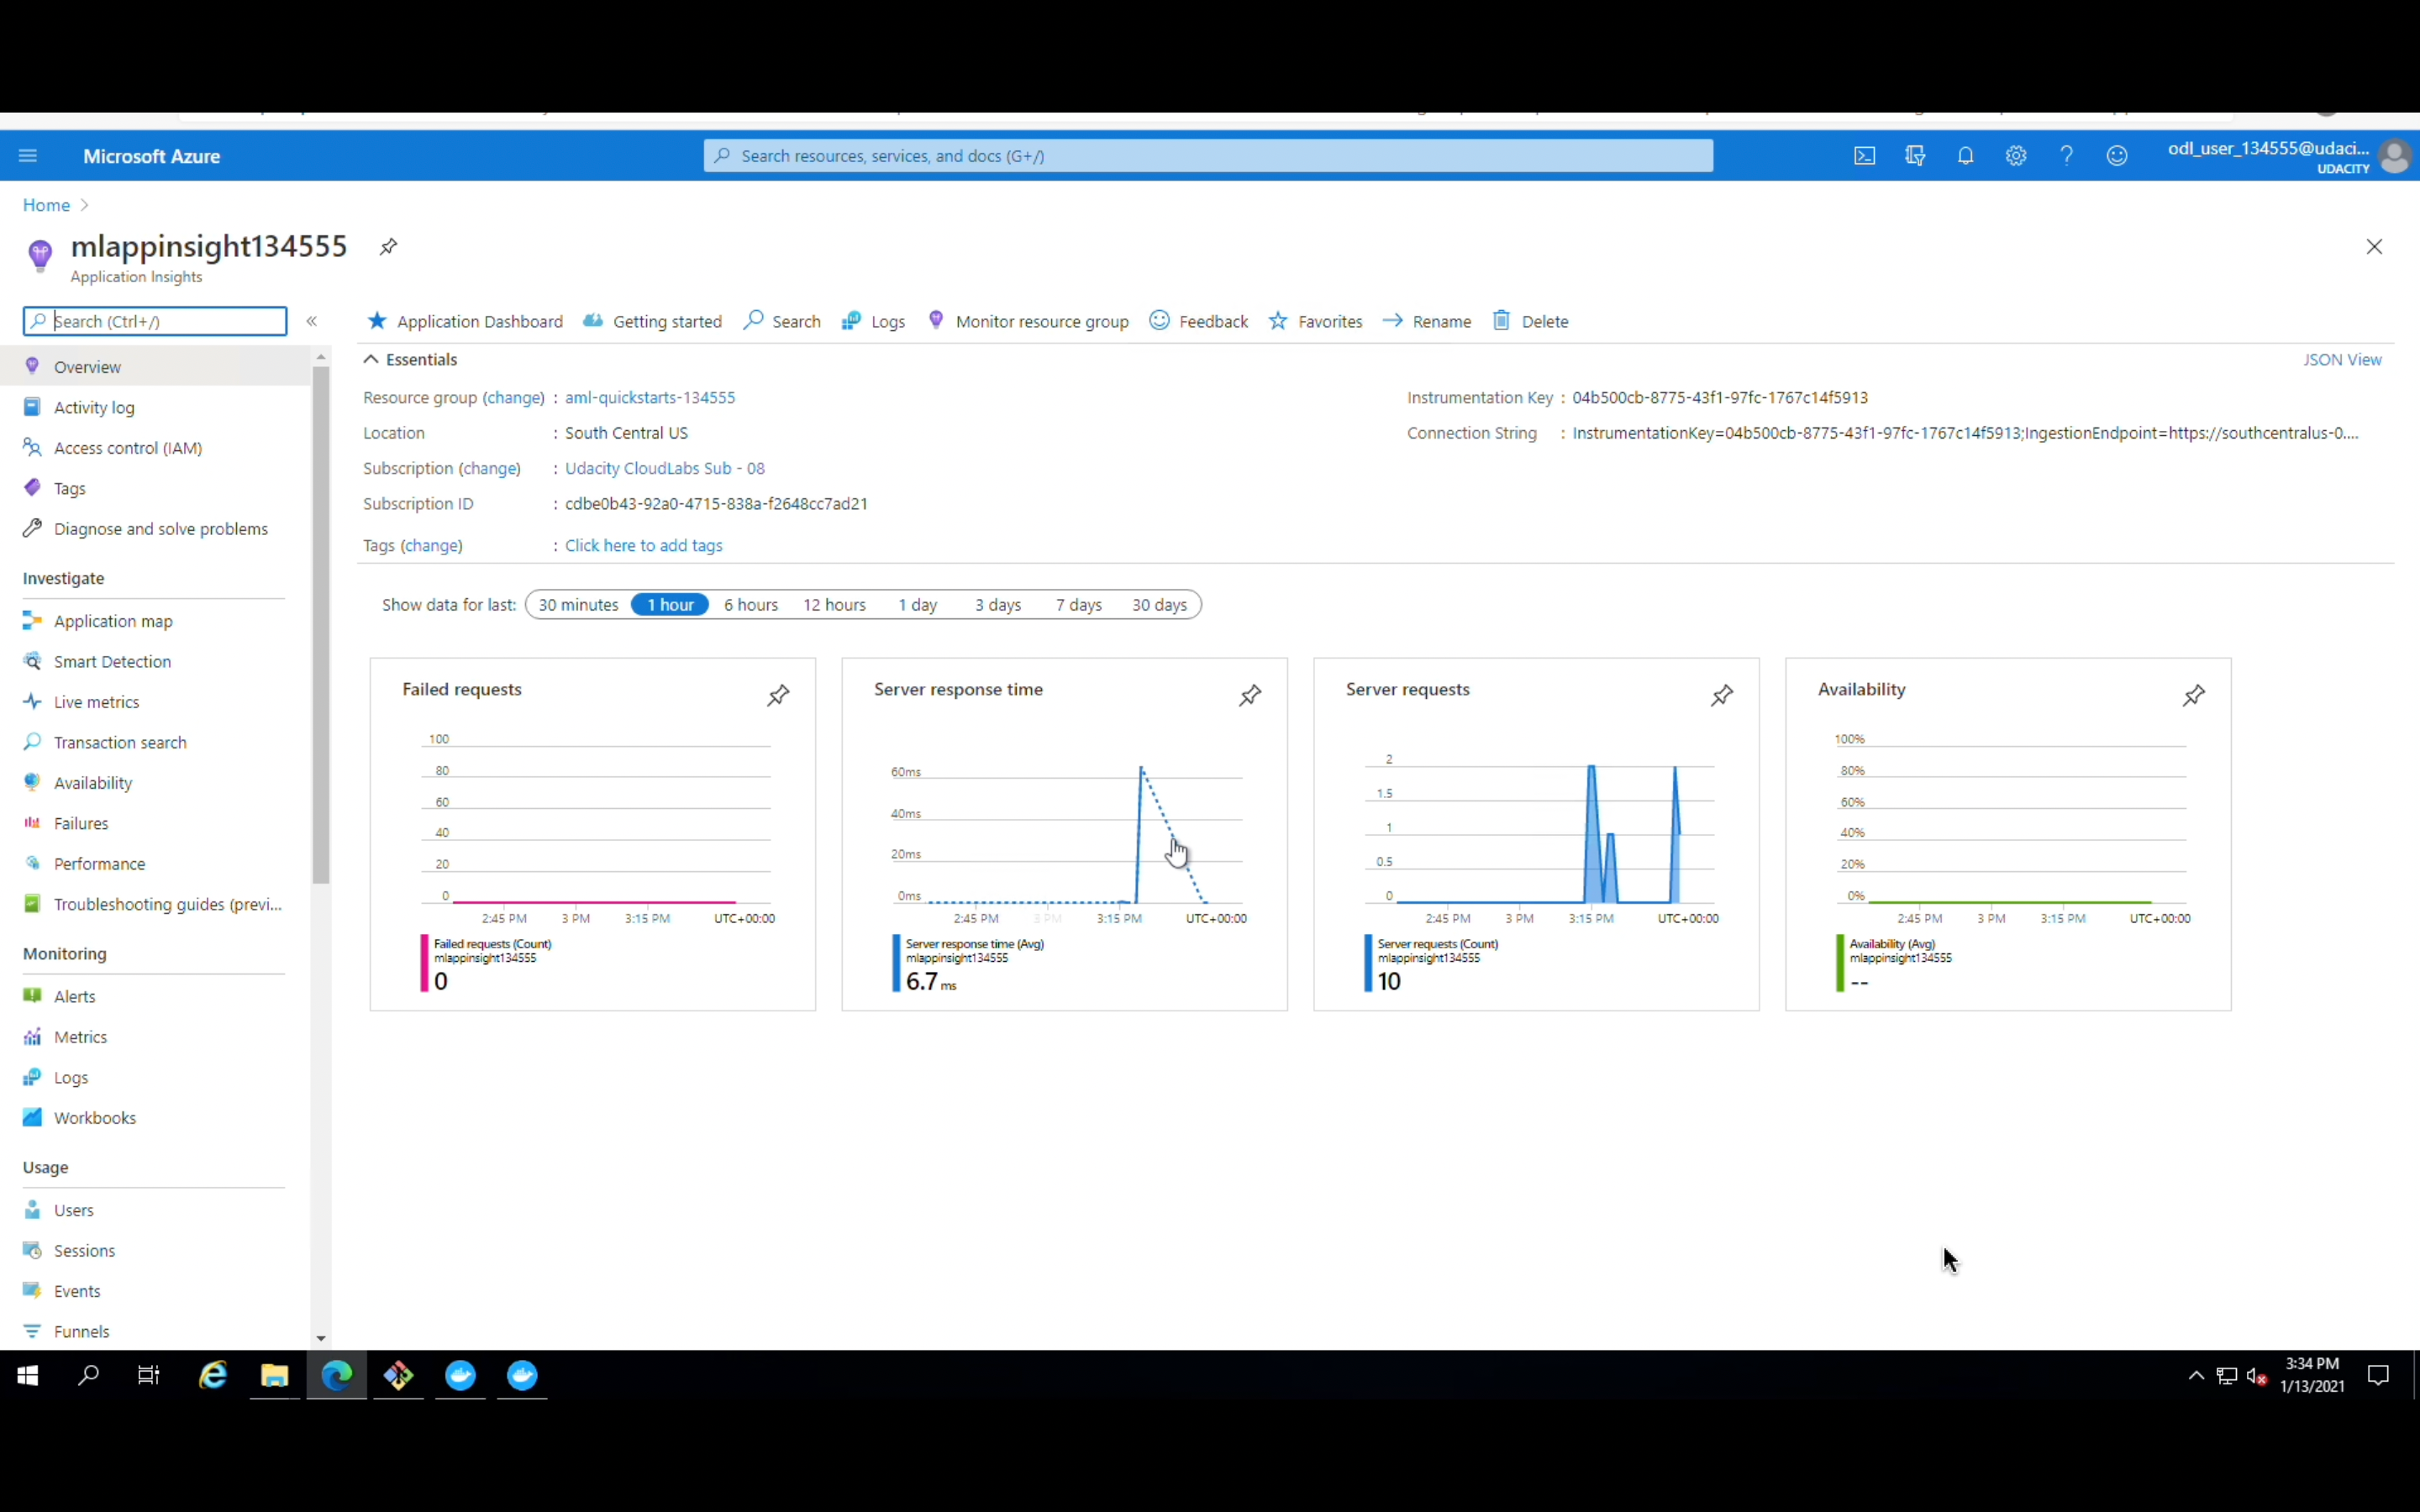 Microsoft Azure
Search resources, services, and docs (G+/)
odl_user_134555@udaci...
UDACITY
Home
mlappinsight134555
Application Insights
Search (Ctrl+/)
Application Dashboard Getting started Search Logs Monitor resource group Feedback Favorites Rename Delete
Overview
Activity log
Access control (IAM)
Tags
Diagnose and solve problems
Investigate
Application map
Smart Detection
Live metrics
Transaction search
Availability
Failures
Performance
Troubleshooting guides (previ...
Monitoring
Alerts
Metrics
Logs
Workbooks
Usage
Users
Sessions
Events
Funnels
Essentials
JSON View
Resource group (change) : aml-quickstarts-134555
Location : South Central US
Subscription (change) : Udacity CloudLabs Sub - 08
Subscription ID : cdbe0b43-92a0-4715-838a-f2648cc7ad21
Tags (change) : Click here to add tags
Instrumentation Key : 04b500cb-8775-43f1-97fc-1767c14f5913
Connection String : InstrumentationKey=04b500cb-8775-43f1-97fc-1767c14f5913;IngestionEndpoint=https://southcentralus-0....
Show data for last: 30 minutes 1 hour 6 hours 12 hours 1 day 3 days 7 days 30 days
Failed requests
100
80
60
40
20
0
2:45 PM 3 PM 3:15 PM UTC+00:00
Failed requests (Count)
mlappinsight134555
0
Server response time
60ms
40ms
20ms
0ms
2:45 PM 3 PM 3:15 PM UTC+00:00
Server response time (Avg)
mlappinsight134555
6.7 ms
Server requests
2
1.5
1
0.5
0
2:45 PM 3 PM 3:15 PM UTC+00:00
Server requests (Count)
mlappinsight134555
10
Availability
100%
80%
60%
40%
20%
0%
2:45 PM 3 PM 3:15 PM UTC+00:00
Availability (Avg)
mlappinsight134555
--
3:34 PM
1/13/2021